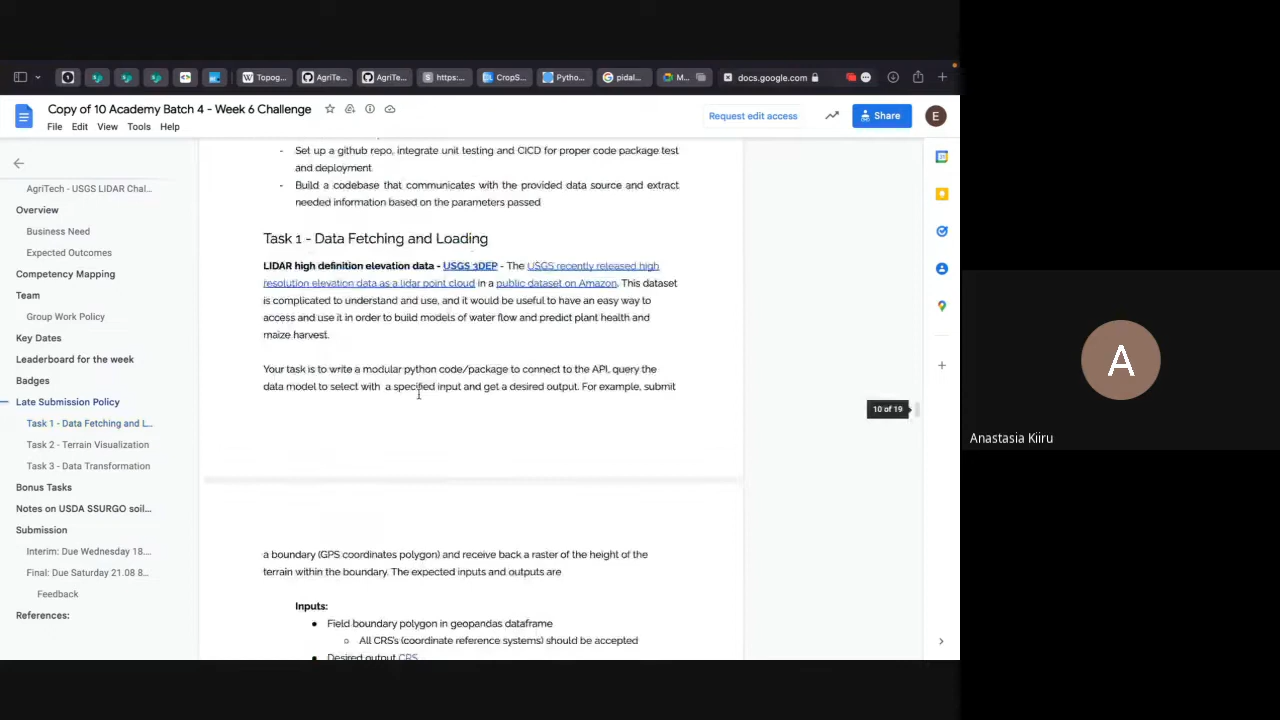 Wikipedia W Topog...
AgriTe...
AgriTe...
S https:...
CropS...
Pytho...
pidal...
M...
docs.google.com
Copy of 10 Academy Batch 4 - Week 6 Challenge
File Edit View Tools Help
Request edit access
Share
E
AgriTech - USGS LIDAR Chal...
Overview
Business Need
Expected Outcomes
Competency Mapping
Team
Group Work Policy
Key Dates
Leaderboard for the week
Badges
Late Submission Policy
Task 1 - Data Fetching and L...
Task 2 - Terrain Visualization
Task 3 - Data Transformation
Bonus Tasks
Notes on USDA SSURGO soil...
Submission
Interim: Due Wednesday 18....
Final: Due Saturday 21.08 8...
Feedback
References:
- Set up a github repo, integrate unit testing and CICD for proper code package test
and deployment
- Build a codebase that communicates with the provided data source and extract
needed information based on the parameters passed
Task 1 - Data Fetching and Loading
LIDAR high definition elevation data - USGS 3DEP - The USGS recently released high
resolution elevation data as a lidar point cloud in a public dataset on Amazon. This dataset
is complicated to understand and use, and it would be useful to have an easy way to
access and use it in order to build models of water flow and predict plant health and
maize harvest.
Your task is to write a modular python code/package to connect to the API, query the
data model to select with a specified input and get a desired output. For example, submit
10 of 19
a boundary (GPS coordinates polygon) and receive back a raster of the height of the
terrain within the boundary. The expected inputs and outputs are
Inputs:
● Field boundary polygon in geopandas dataframe
○ All CRS's (coordinate reference systems) should be accepted
● Desired output CRS
A
Anastasia Kiiru